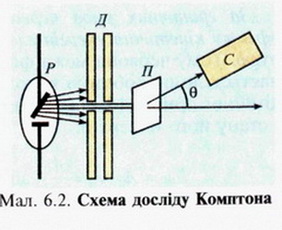 Д
Р
П
С
θ
Мал. 6.2. Схема досліду Комптона